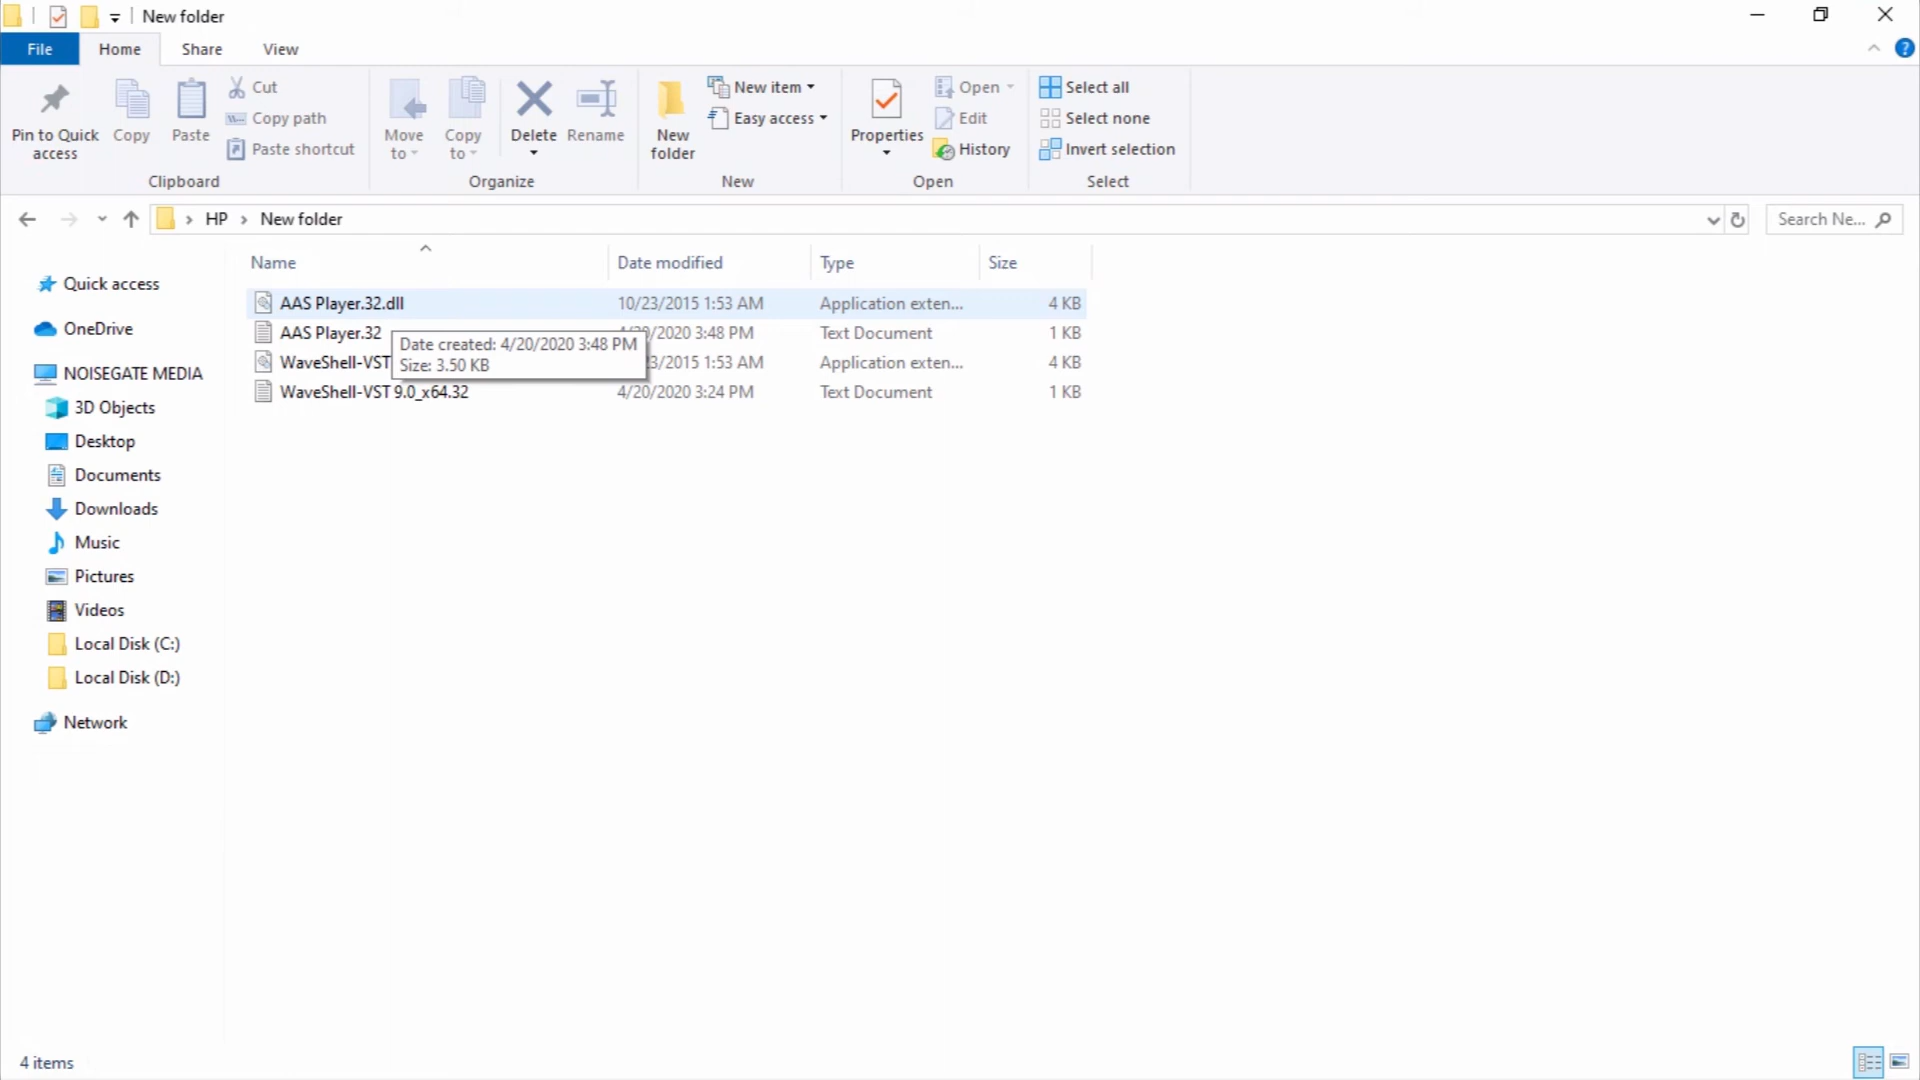 New folder
File Home Share View
Pin to Quick access
Copy
Paste
Cut
Copy path
Paste shortcut
Clipboard
Move to
Copy to
Delete
Rename
Organize
New folder
New item
Easy access
New
Properties
Open
Edit
History
Open
Select all
Select none
Invert selection
Select
HP New folder
Search Ne...
Name Date modified Type Size
AAS Player.32.dll 10/23/2015 1:53 AM Application exten... 4 KB
AAS Player.32 /2020 3:48 PM Text Document 1 KB
WaveShell-VST /2015 1:53 AM Application exten... 4 KB
WaveShell-VST 9.0_x64.32 4/20/2020 3:24 PM Text Document 1 KB
Date created: 4/20/2020 3:48 PM
Size: 3.50 KB
Quick access
OneDrive
NOISEGATE MEDIA
3D Objects
Desktop
Documents
Downloads
Music
Pictures
Videos
Local Disk (C:)
Local Disk (D:)
Network
4 items